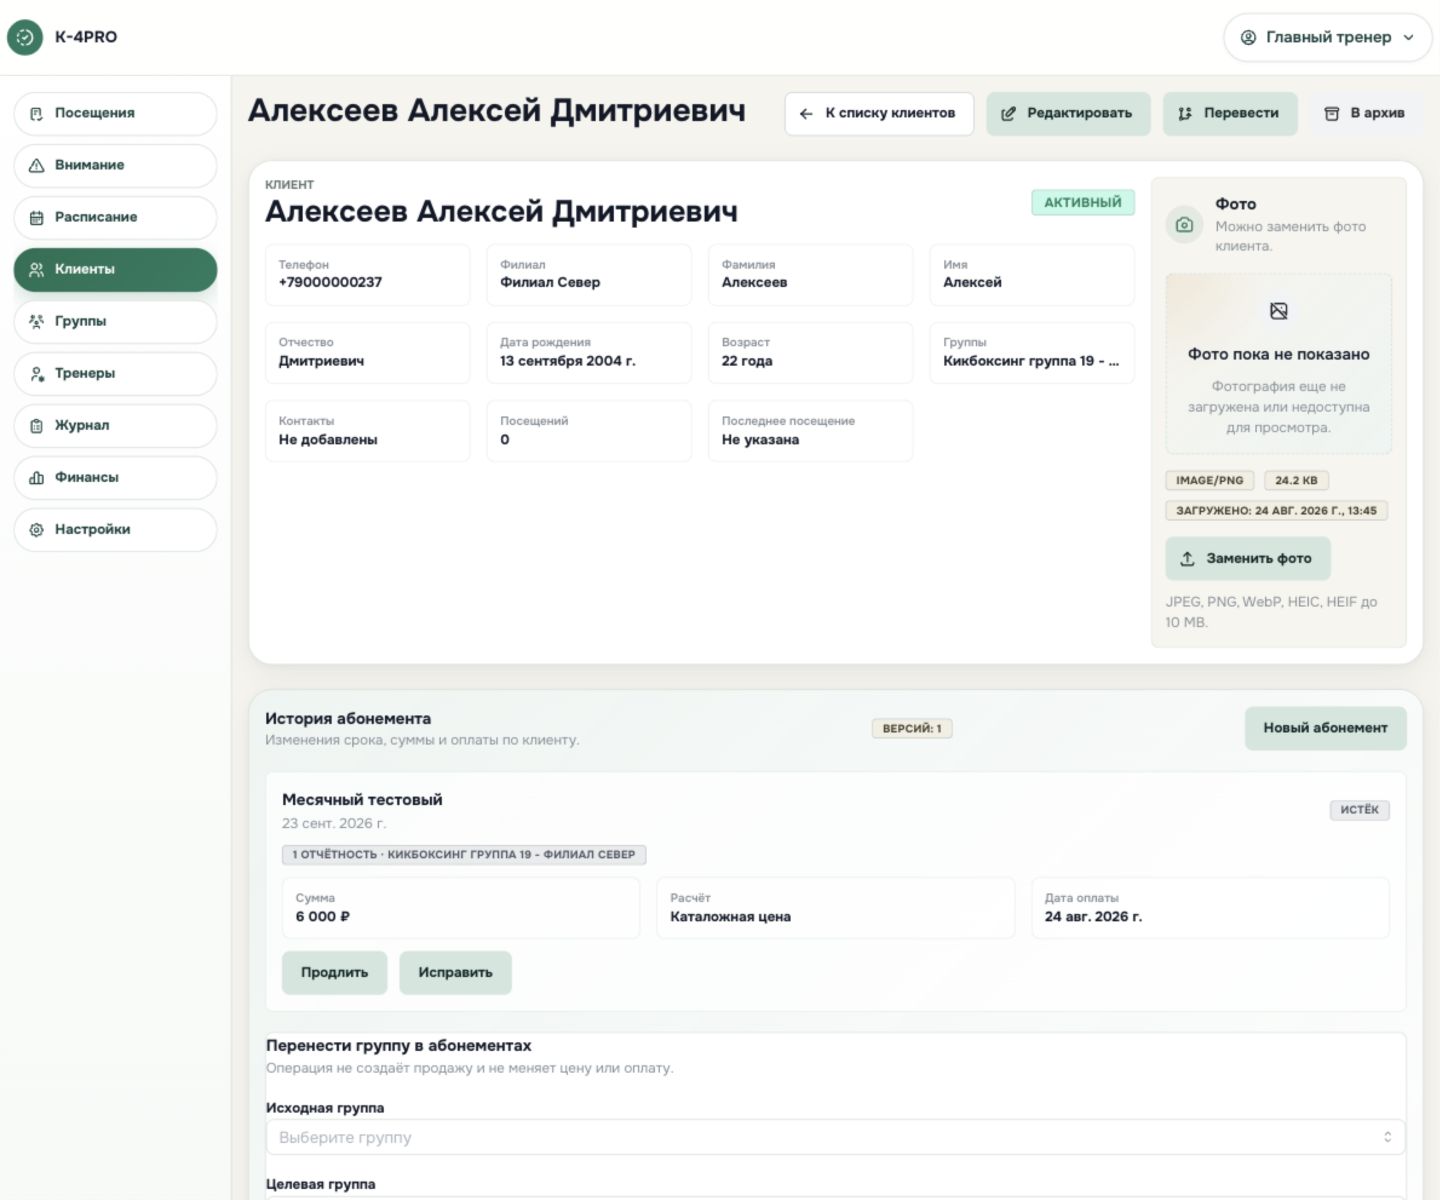 K-4PRO
Главный тренер
Посещения
Внимание
Расписание
Клиенты
Группы
Тренеры
Журнал
Финансы
Настройки
Алексеев Алексей Дмитриевич
К списку клиентов
Редактировать
Перевести
В архив
КЛИЕНТ
Алексеев Алексей Дмитриевич
АКТИВНЫЙ
Телефон
+79000000237
Филиал
Филиал Север
Фамилия
Алексеев
Имя
Алексей
Отчество
Дмитриевич
Дата рождения
13 сентября 2004 г.
Возраст
22 года
Группы
Кикбоксинг группа 19 - ...
Контакты
Не добавлены
Посещений
0
Последнее посещение
Не указана
Фото
Можно заменить фото
клиента.
Фото пока не показано
Фотография еще не
загружена или недоступна
для просмотра.
IMAGE/PNG
24.2 KB
ЗАГРУЖЕНО: 24 АВГ. 2026 Г., 13:45
Заменить фото
JPEG, PNG, WebP, HEIC, HEIF до
10 MB.
История абонемента
Изменения срока, суммы и оплаты по клиенту.
ВЕРСИЙ: 1
Новый абонемент
Месячный тестовый
23 сент. 2026 г.
ИСТЁК
1 ОТЧЁТНОСТЬ · КИКБОКСИНГ ГРУППА 19 - ФИЛИАЛ СЕВЕР
Сумма
6 000 ₽
Расчёт
Каталожная цена
Дата оплаты
24 авг. 2026 г.
Продлить
Исправить
Перенести группу в абонементах
Операция не создаёт продажу и не меняет цену или оплату.
Исходная группа
Выберите группу
Целевая группа